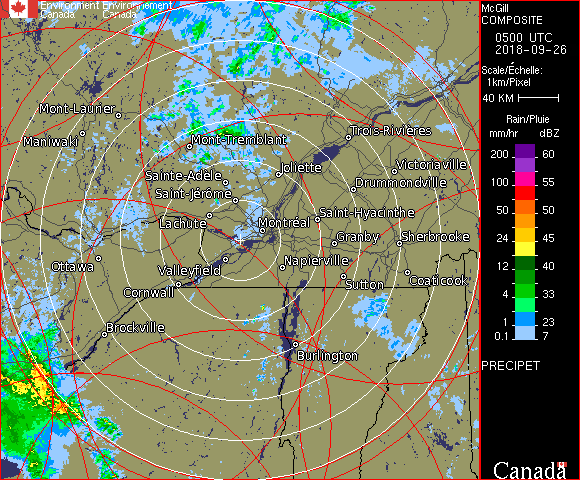 Environment Environnement
Canada Canada
McGill
COMPOSITE
0500 UTC
2018-09-26
Scale/Échelle:
1km/Pixel
40 KM
Rain/Pluie
mm/hr dBZ
200 60
150 57
100 55
50 50
24 45
12 40
4 33
1 23
0.1 7
PRECIPET
Canada
Mont-Laurier
Maniwaki
Mont-Tremblant
Trois-Rivières
Joliette
Victoriaville
Sainte-Adèle
Drummondville
Saint-Jérôme
Lachute
Montréal
Saint-Hyacinthe
Granby
Sherbrooke
Ottawa
Valleyfield
Napierville
Cornwall
Sutton
Coaticook
Brockville
Burlington